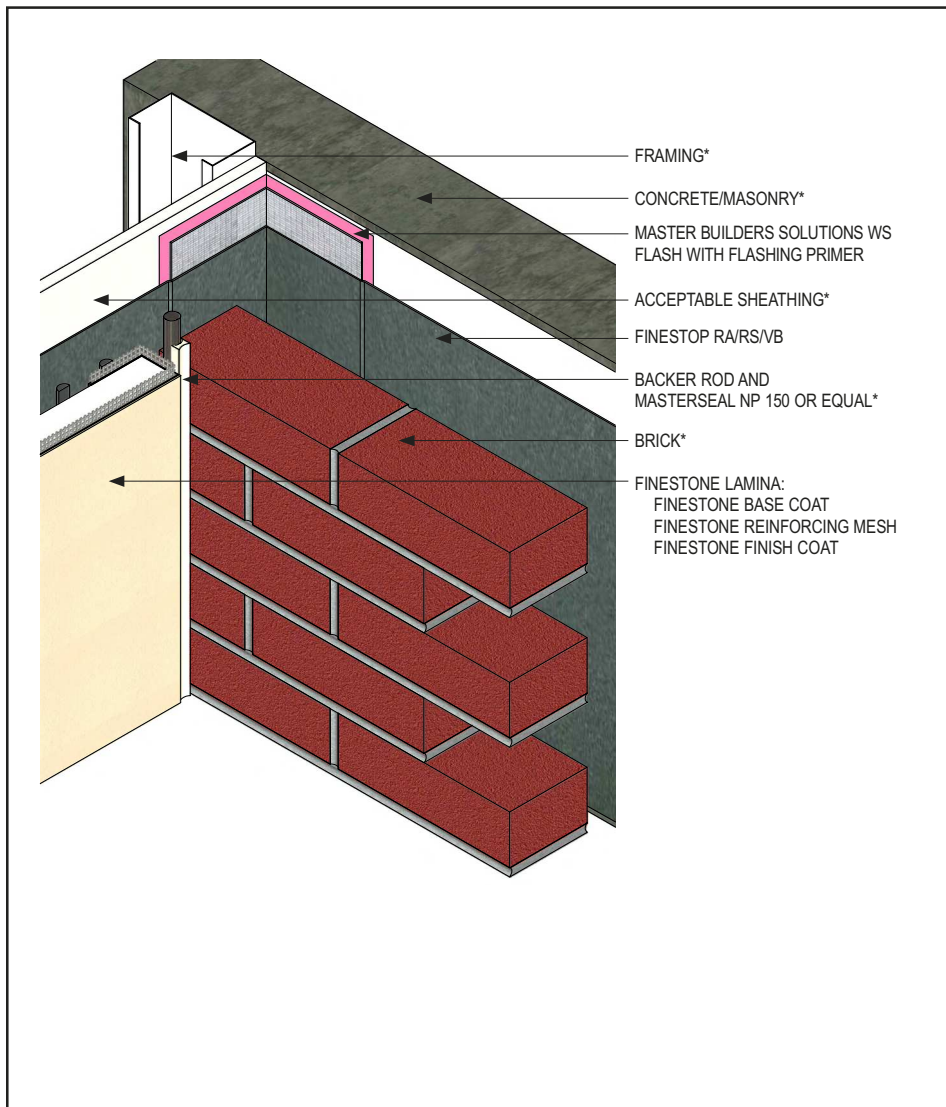 FRAMING*
CONCRETE/MASONRY*
MASTER BUILDERS SOLUTIONS WS
FLASH WITH FLASHING PRIMER
ACCEPTABLE SHEATHING*
FINESTOP RA/RS/VB
BACKER ROD AND
MASTERSEAL NP 150 OR EQUAL*
BRICK*
FINESTONE LAMINA:
FINESTONE BASE COAT
FINESTONE REINFORCING MESH
FINESTONE FINISH COAT